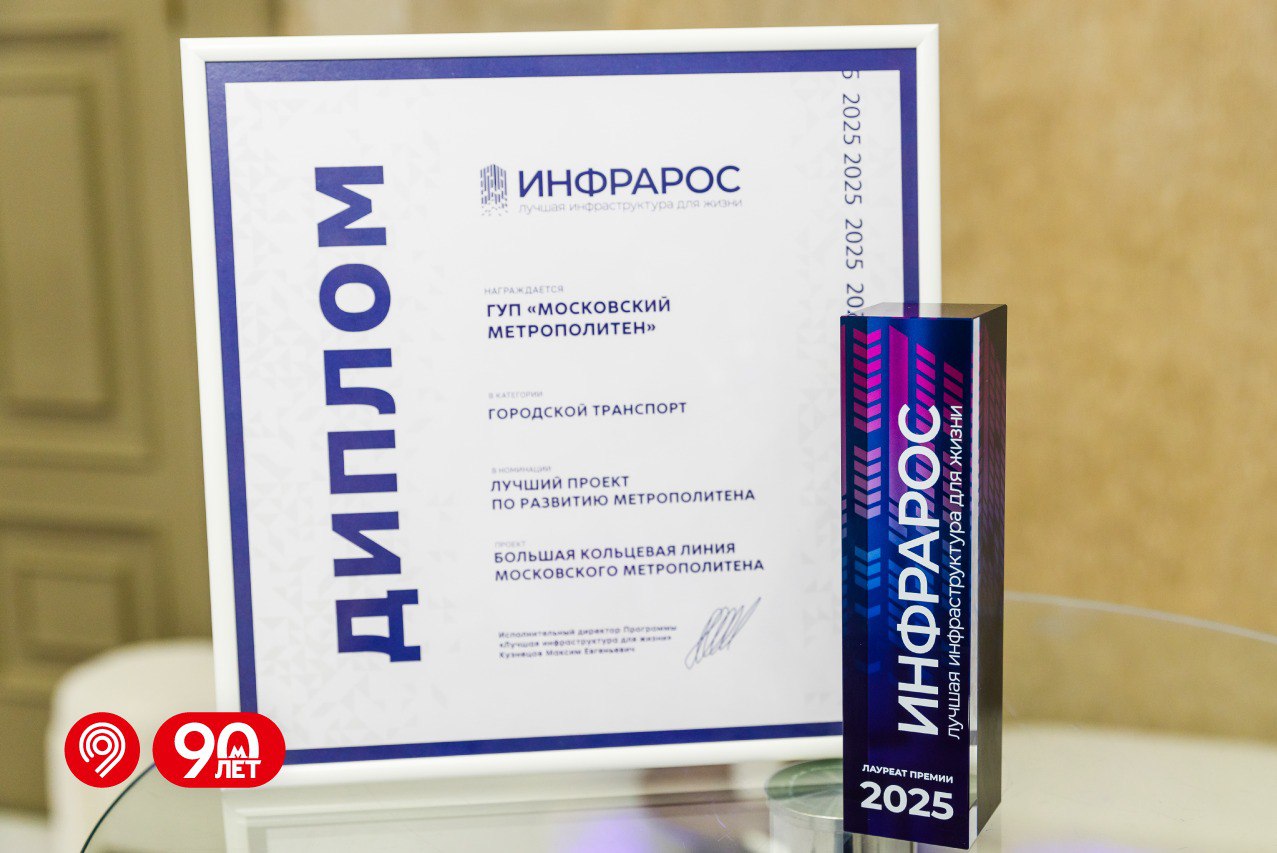 ДИПЛОМ
ИНФРАРОС
лучшая инфраструктура для жизни
НАГРАЖДАЕТСЯ
ГУП «МОСКОВСКИЙ
МЕТРОПОЛИТЕН»
В КАТЕГОРИИ
ГОРОДСКОЙ ТРАНСПОРТ
В НОМИНАЦИИ
ЛУЧШИЙ ПРОЕКТ
ПО РАЗВИТИЮ МЕТРОПОЛИТЕНА
ПРОЕКТ
БОЛЬШАЯ КОЛЬЦЕВАЯ ЛИНИЯ
МОСКОВСКОГО МЕТРОПОЛИТЕНА
Исполнительный директор Программы
«Лучшая инфраструктура для жизни»
Кузнецов Максим Евгеньевич
5 2025 2025 2025 202
ИНФРАРОС
лучшая инфраструктура для жизни
ЛАУРЕАТ ПРЕМИИ
2025
90 М
ЛЕТ